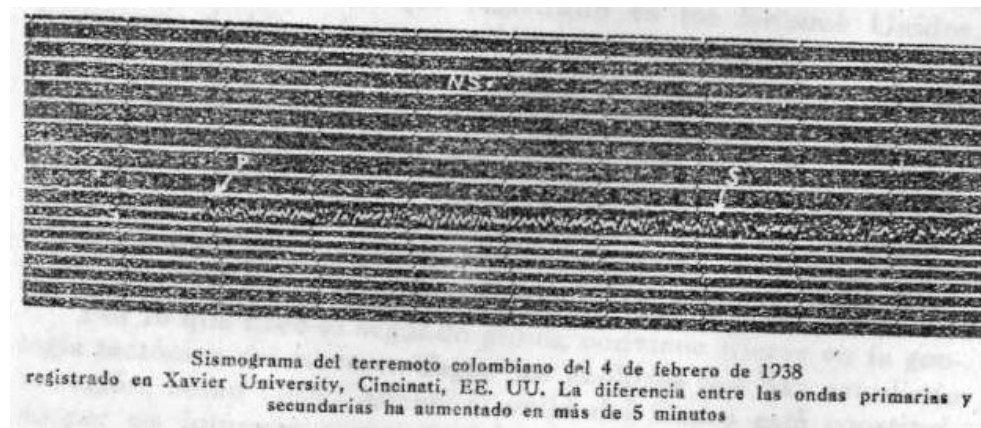 NS.
P
S
Sismograma del terremoto colombiano del 4 de febrero de 1938
registrado en Xavier University, Cincinati, EE. UU. La diferencia entre las ondas primarias y
secundarias ha aumentado en más de 5 minutos